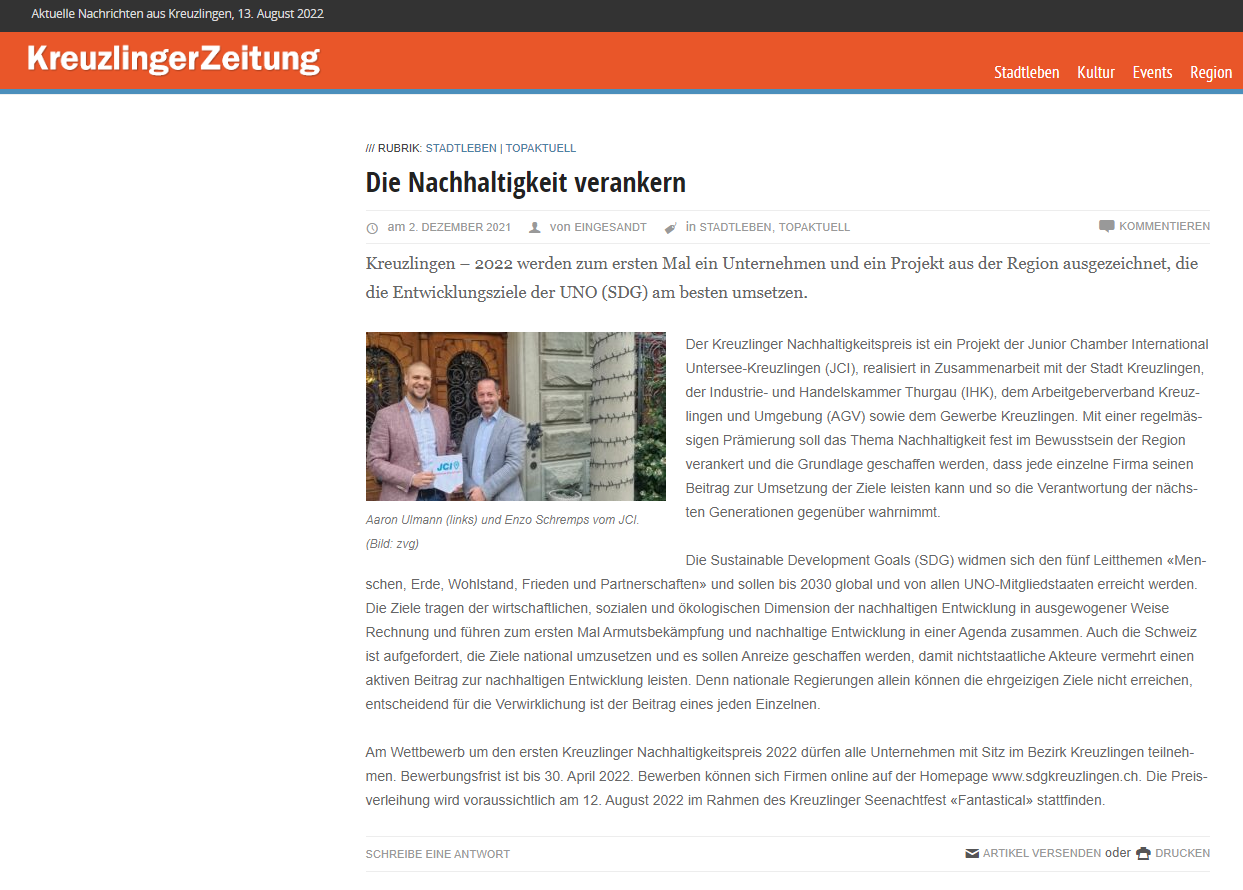 Aktuelle Nachrichten aus Kreuzlingen, 13. August 2022
KreuzlingerZeitung
Stadtleben Kultur Events Region
/// RUBRIK: STADTLEBEN | TOPAKTUELL
Die Nachhaltigkeit verankern
am 2. DEZEMBER 2021 von EINGESANDT in STADTLEBEN, TOPAKTUELL KOMMENTIEREN
Kreuzlingen – 2022 werden zum ersten Mal ein Unternehmen und ein Projekt aus der Region ausgezeichnet, die
die Entwicklungsziele der UNO (SDG) am besten umsetzen.
JCI
Aaron Ulmann (links) und Enzo Schremps vom JCI.
(Bild: zvg)
Der Kreuzlinger Nachhaltigkeitspreis ist ein Projekt der Junior Chamber International
Untersee-Kreuzlingen (JCI), realisiert in Zusammenarbeit mit der Stadt Kreuzlingen,
der Industrie- und Handelskammer Thurgau (IHK), dem Arbeitgeberverband Kreuz-
lingen und Umgebung (AGV) sowie dem Gewerbe Kreuzlingen. Mit einer regelmäs-
sigen Prämierung soll das Thema Nachhaltigkeit fest im Bewusstsein der Region
verankert und die Grundlage geschaffen werden, dass jede einzelne Firma seinen
Beitrag zur Umsetzung der Ziele leisten kann und so die Verantwortung der nächs-
ten Generationen gegenüber wahrnimmt.
Die Sustainable Development Goals (SDG) widmen sich den fünf Leitthemen «Men-
schen, Erde, Wohlstand, Frieden und Partnerschaften» und sollen bis 2030 global und von allen UNO-Mitgliedstaaten erreicht werden.
Die Ziele tragen der wirtschaftlichen, sozialen und ökologischen Dimension der nachhaltigen Entwicklung in ausgewogener Weise
Rechnung und führen zum ersten Mal Armutsbekämpfung und nachhaltige Entwicklung in einer Agenda zusammen. Auch die Schweiz
ist aufgefordert, die Ziele national umzusetzen und es sollen Anreize geschaffen werden, damit nichtstaatliche Akteure vermehrt einen
aktiven Beitrag zur nachhaltigen Entwicklung leisten. Denn nationale Regierungen allein können die ehrgeizigen Ziele nicht erreichen,
entscheidend für die Verwirklichung ist der Beitrag eines jeden Einzelnen.
Am Wettbewerb um den ersten Kreuzlinger Nachhaltigkeitspreis 2022 dürfen alle Unternehmen mit Sitz im Bezirk Kreuzlingen teilneh-
men. Bewerbungsfrist ist bis 30. April 2022. Bewerben können sich Firmen online auf der Homepage www.sdgkreuzlingen.ch. Die Preis-
verleihung wird voraussichtlich am 12. August 2022 im Rahmen des Kreuzlinger Seenachtfest «Fantastical» stattfinden.
SCHREIBE EINE ANTWORT ARTIKEL VERSENDEN oder DRUCKEN